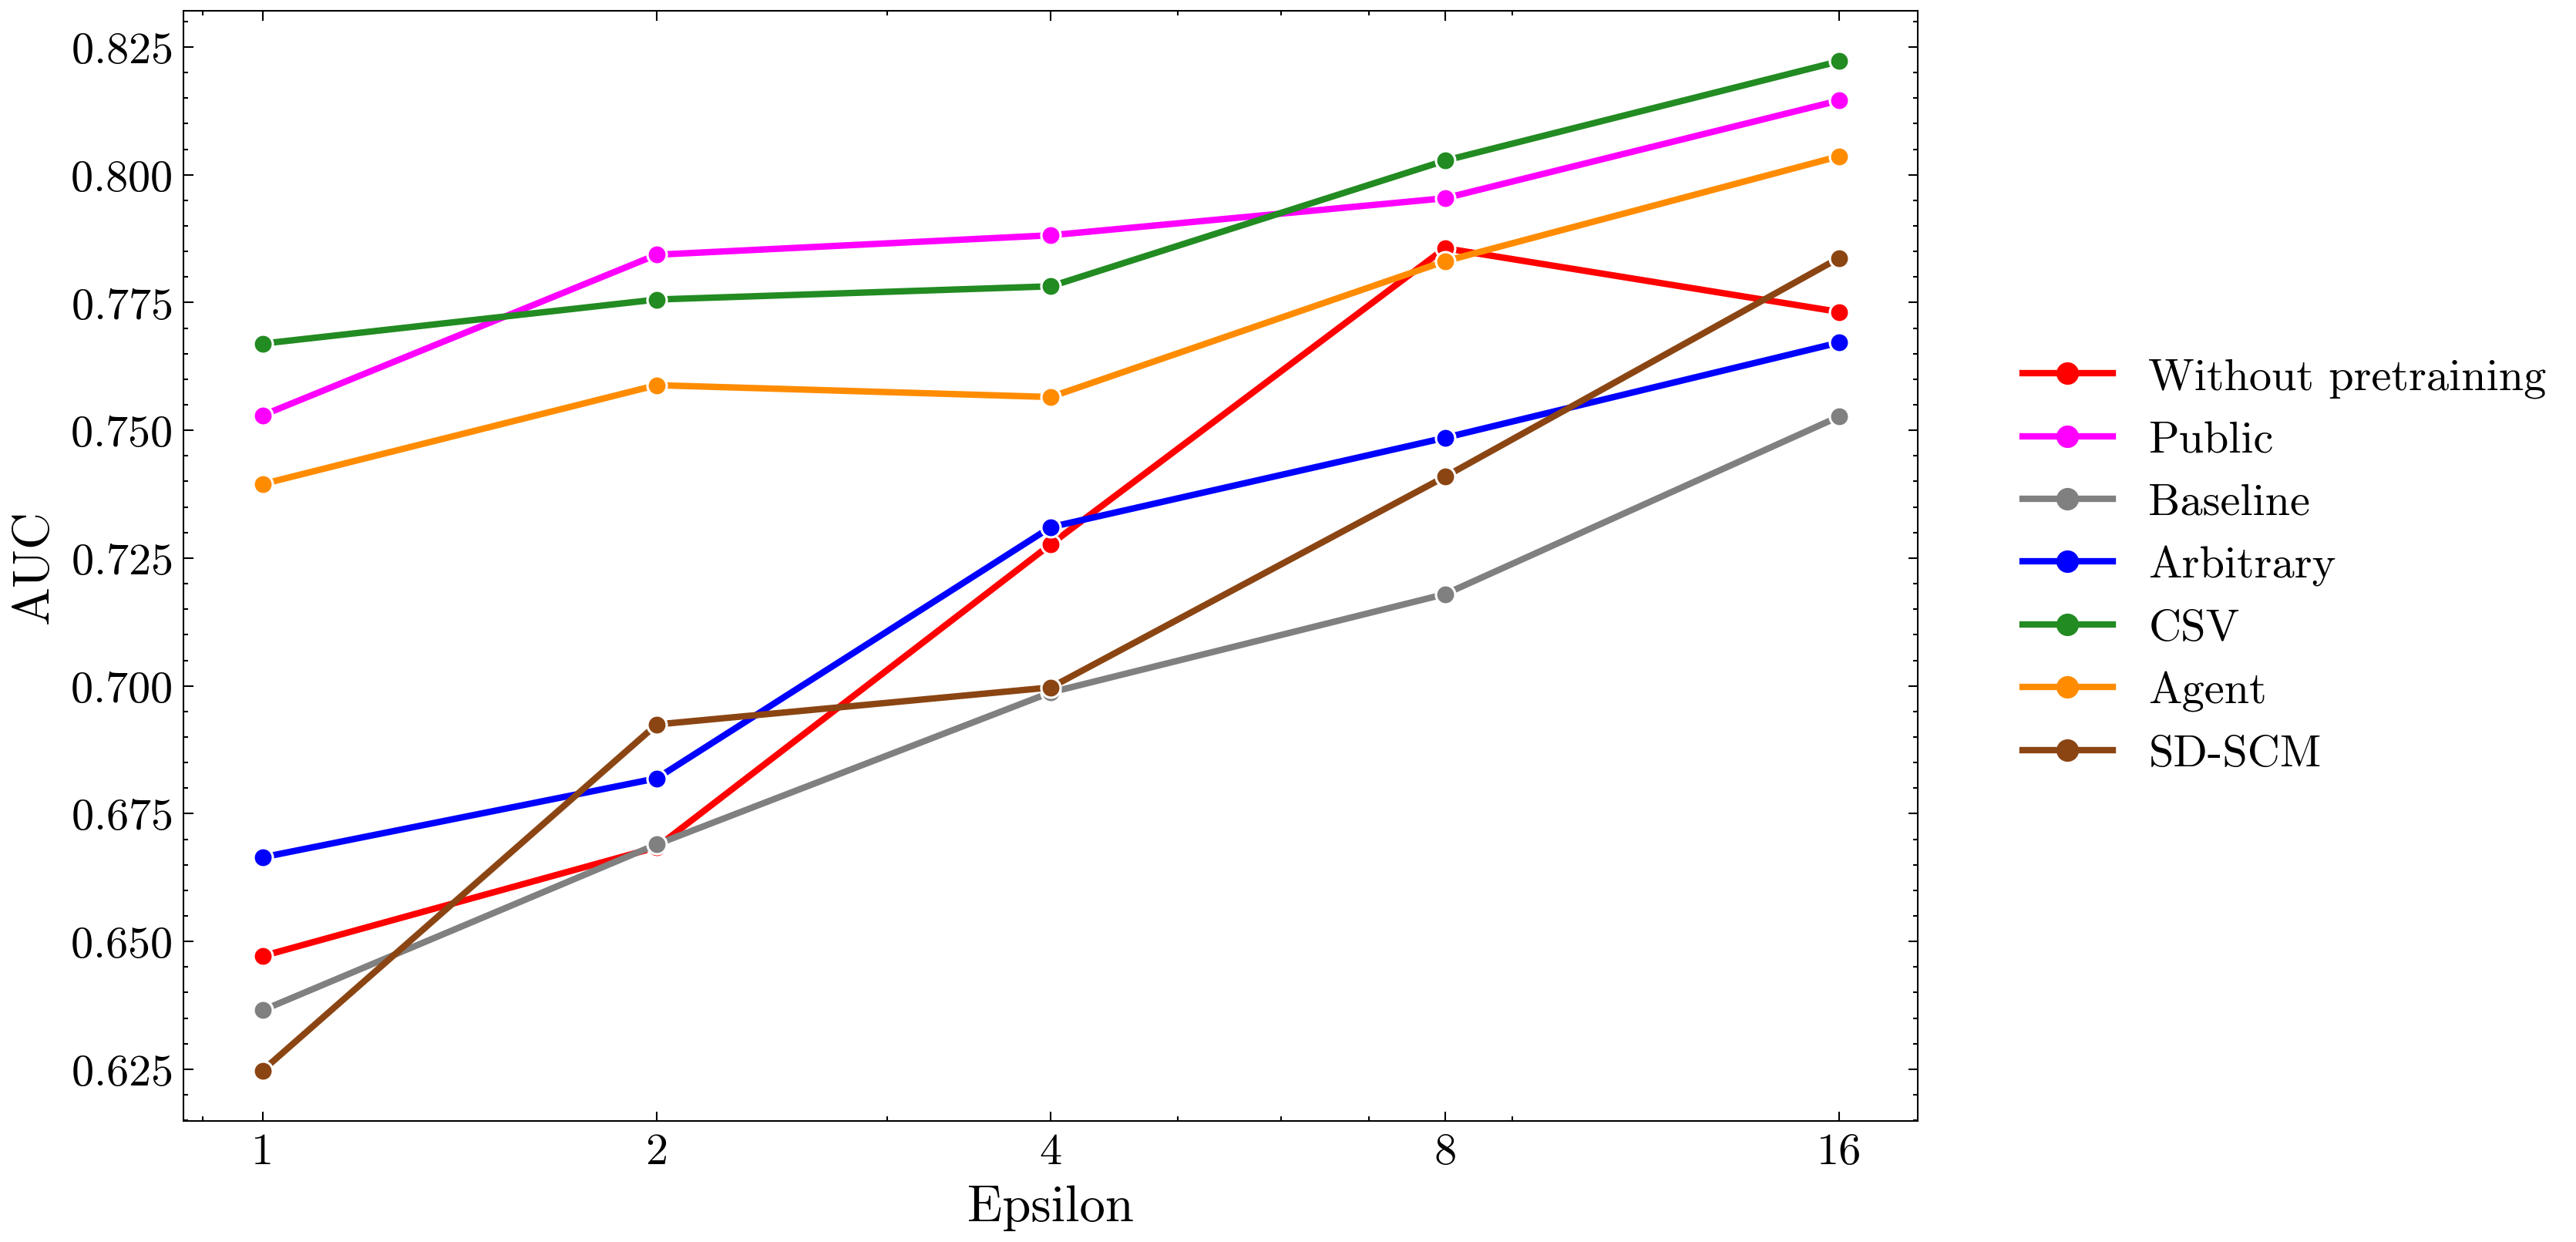 0.825
0.800
0.775
0.750
0.725
0.700
0.675
0.650
0.625
AUC
1 2 4 8 16
Epsilon
Without pretraining
Public
Baseline
Arbitrary
CSV
Agent
SD-SCM